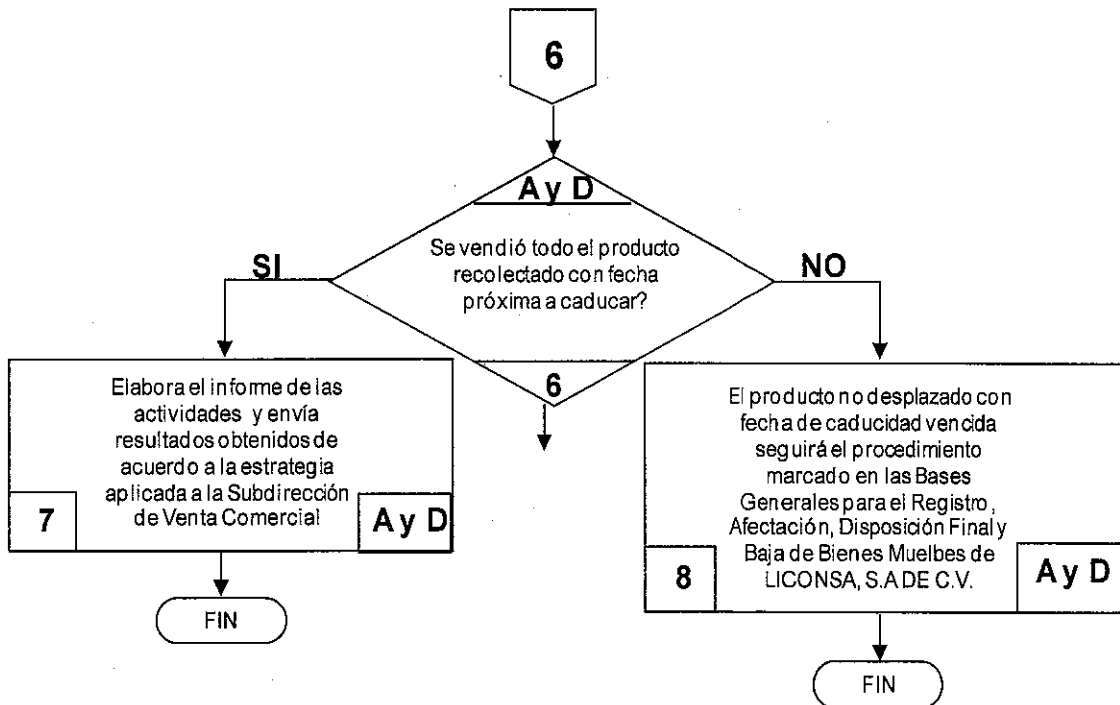 6
A y D
Se vendió todo el producto
recolectado con fecha
próxima a caducar?
SI
NO
6
Elabora el informe de las
actividades y envía
resultados obtenidos de
acuerdo a la estrategia
aplicada a la Subdirección
de Venta Comercial
7
A y D
FIN
El producto no desplazado con
fecha de caducidad vencida
seguirá el procedimiento
marcado en las Bases
Generales para el Registro,
Afectación, Disposición Final y
Baja de Bienes Muelbes de
LICONSA, S.A DE C.V.
8
A y D
FIN